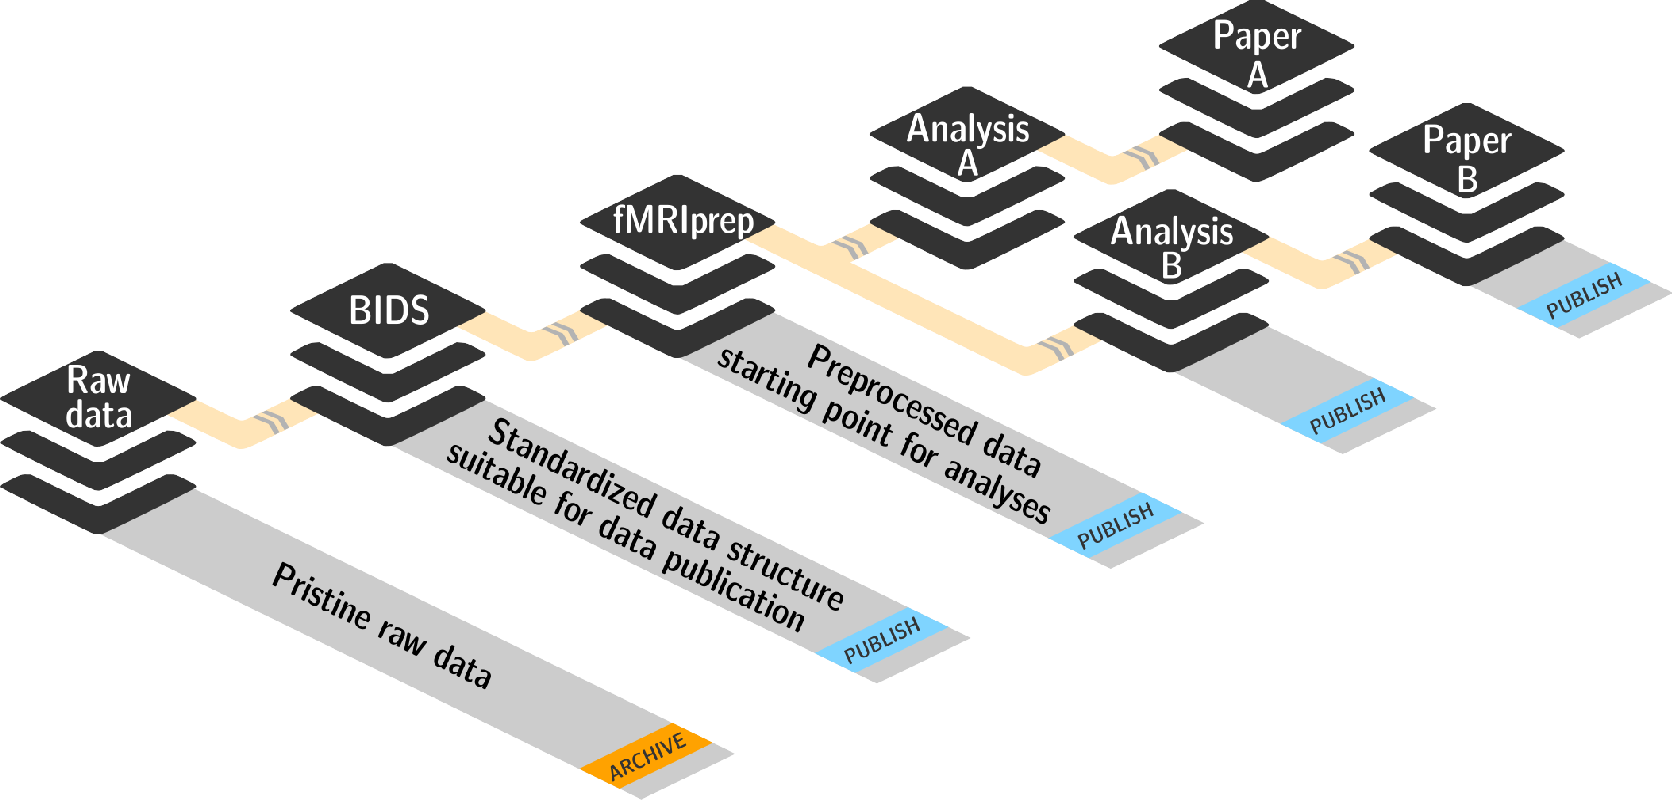 Paper
A
Analysis
A
Paper
B
fMRIprep
Analysis
B
BIDS
PUBLISH
Raw
data
Preprocessed data
starting point for analyses
PUBLISH
Standardized data structure
suitable for data publication
PUBLISH
Pristine raw data
PUBLISH
ARCHIVE